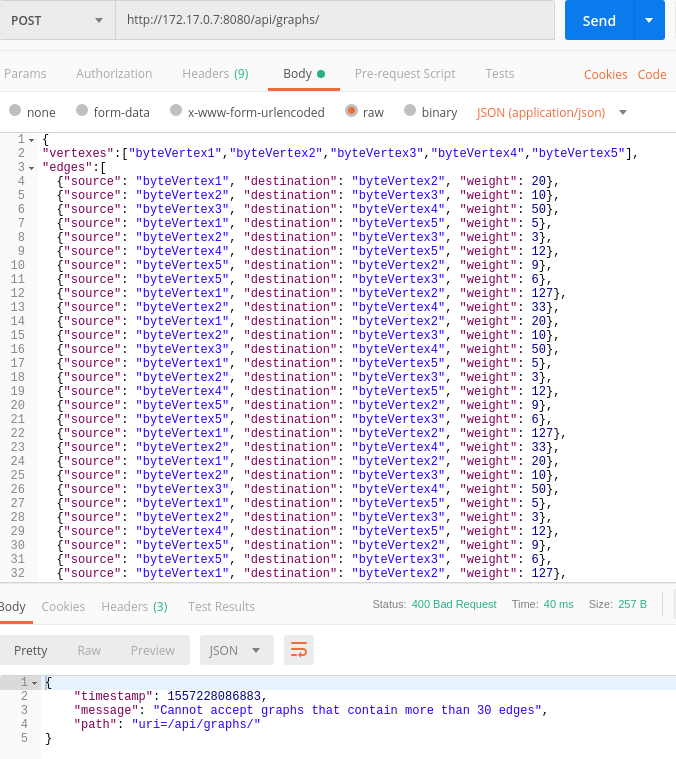 POST http://172.17.0.7:8080/api/graphs/ Send
Params Authorization Headers (9) Body Pre-request Script Tests Cookies Code
none form-data x-www-form-urlencoded raw binary JSON (application/json)
1 {
2 "vertexes":["byteVertex1","byteVertex2","byteVertex3","byteVertex4","byteVertex5"],
3 "edges":[
4 {"source": "byteVertex1", "destination": "byteVertex2", "weight": 20},
5 {"source": "byteVertex2", "destination": "byteVertex3", "weight": 10},
6 {"source": "byteVertex3", "destination": "byteVertex4", "weight": 50},
7 {"source": "byteVertex1", "destination": "byteVertex5", "weight": 5},
8 {"source": "byteVertex2", "destination": "byteVertex3", "weight": 3},
9 {"source": "byteVertex4", "destination": "byteVertex5", "weight": 12},
10 {"source": "byteVertex5", "destination": "byteVertex2", "weight": 9},
11 {"source": "byteVertex5", "destination": "byteVertex3", "weight": 6},
12 {"source": "byteVertex1", "destination": "byteVertex2", "weight": 127},
13 {"source": "byteVertex2", "destination": "byteVertex4", "weight": 33},
14 {"source": "byteVertex1", "destination": "byteVertex2", "weight": 20},
15 {"source": "byteVertex2", "destination": "byteVertex3", "weight": 10},
16 {"source": "byteVertex3", "destination": "byteVertex4", "weight": 50},
17 {"source": "byteVertex1", "destination": "byteVertex5", "weight": 5},
18 {"source": "byteVertex2", "destination": "byteVertex3", "weight": 3},
19 {"source": "byteVertex4", "destination": "byteVertex5", "weight": 12},
20 {"source": "byteVertex5", "destination": "byteVertex2", "weight": 9},
21 {"source": "byteVertex5", "destination": "byteVertex3", "weight": 6},
22 {"source": "byteVertex1", "destination": "byteVertex2", "weight": 127},
23 {"source": "byteVertex2", "destination": "byteVertex4", "weight": 33},
24 {"source": "byteVertex1", "destination": "byteVertex2", "weight": 20},
25 {"source": "byteVertex2", "destination": "byteVertex3", "weight": 10},
26 {"source": "byteVertex3", "destination": "byteVertex4", "weight": 50},
27 {"source": "byteVertex1", "destination": "byteVertex5", "weight": 5},
28 {"source": "byteVertex2", "destination": "byteVertex3", "weight": 3},
29 {"source": "byteVertex4", "destination": "byteVertex5", "weight": 12},
30 {"source": "byteVertex5", "destination": "byteVertex2", "weight": 9},
31 {"source": "byteVertex5", "destination": "byteVertex3", "weight": 6},
32 {"source": "byteVertex1", "destination": "byteVertex2", "weight": 127},
Body Cookies Headers (3) Test Results Status: 400 Bad Request Time: 40 ms Size: 257 B
Pretty Raw Preview JSON
1 {
2 "timestamp": 1557228086883,
3 "message": "Cannot accept graphs that contain more than 30 edges",
4 "path": "uri=/api/graphs/"
5 }